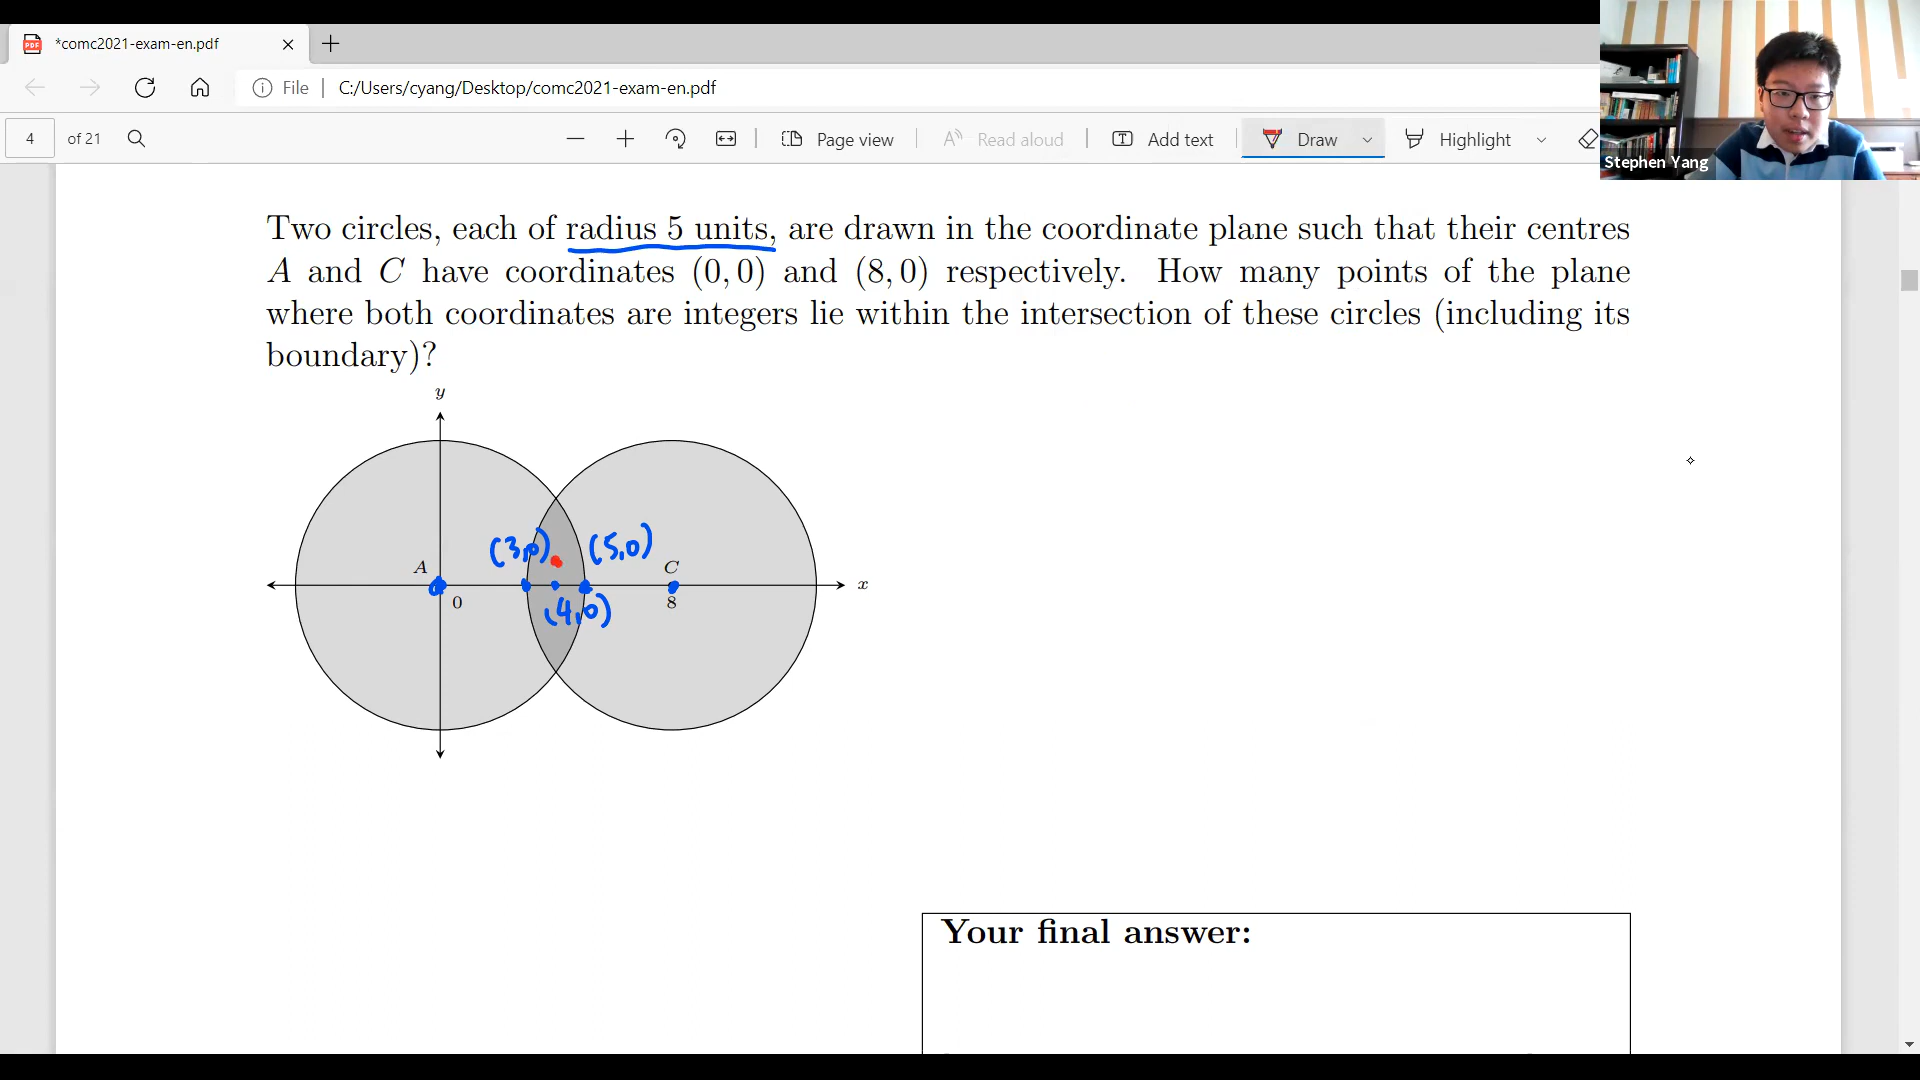 *comc2021-exam-en.pdf
File | C:/Users/cyang/Desktop/comc2021-exam-en.pdf
4 of 21 Page view Read aloud Add text Draw Highlight
Stephen Yang
Two circles, each of radius 5 units, are drawn in the coordinate plane such that their centres
A and C have coordinates (0, 0) and (8, 0) respectively. How many points of the plane
where both coordinates are integers lie within the intersection of these circles (including its
boundary)?
y
(3,0) (5,0)
A C x
0 (4,0) 8
Your final answer: